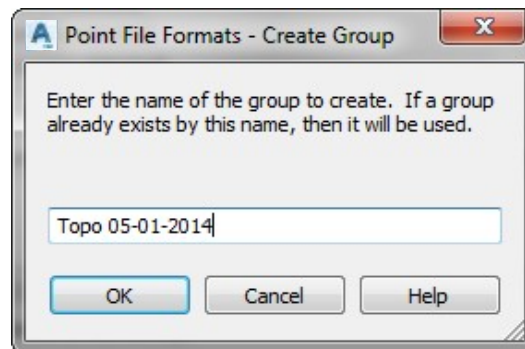 Point File Formats - Create Group
Enter the name of the group to create.  If a group
already exists by this name, then it will be used.
Topo 05-01-2014
OK Cancel Help